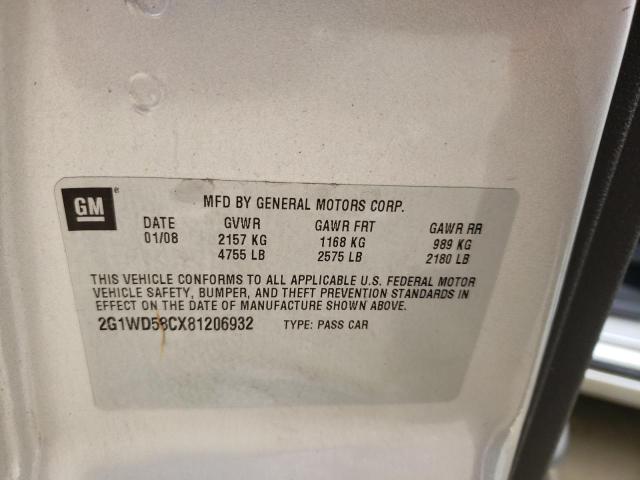 GM ®
MFD BY GENERAL MOTORS CORP.
DATE GVWR GAWR FRT GAWR RR
01/08 2157 KG 1168 KG 989 KG
4755 LB 2575 LB 2180 LB
THIS VEHICLE CONFORMS TO ALL APPLICABLE U.S. FEDERAL MOTOR
VEHICLE SAFETY, BUMPER, AND THEFT PREVENTION STANDARDS IN
EFFECT ON THE DATE OF MANUFACTURE SHOWN ABOVE.
2G1WD58CX81206932 TYPE: PASS CAR